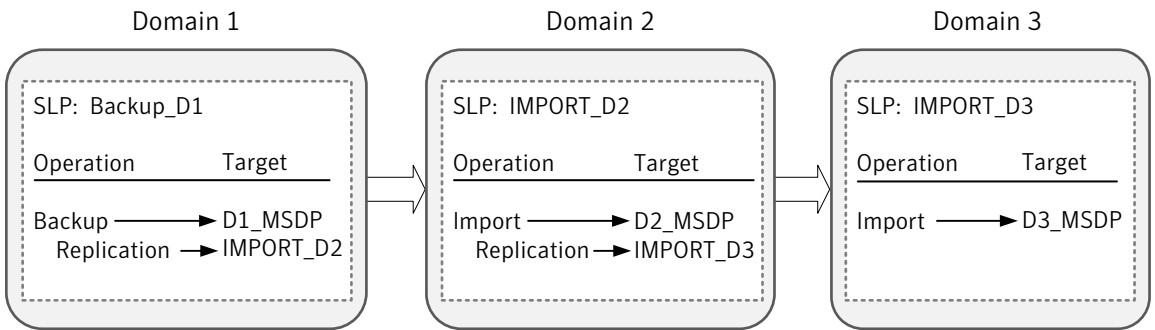 Domain 1
SLP: Backup_D1
Operation Target
Backup D1_MSDP
Replication IMPORT_D2
Domain 2
SLP: IMPORT_D2
Operation Target
Import D2_MSDP
Replication IMPORT_D3
Domain 3
SLP: IMPORT_D3
Operation Target
Import D3_MSDP